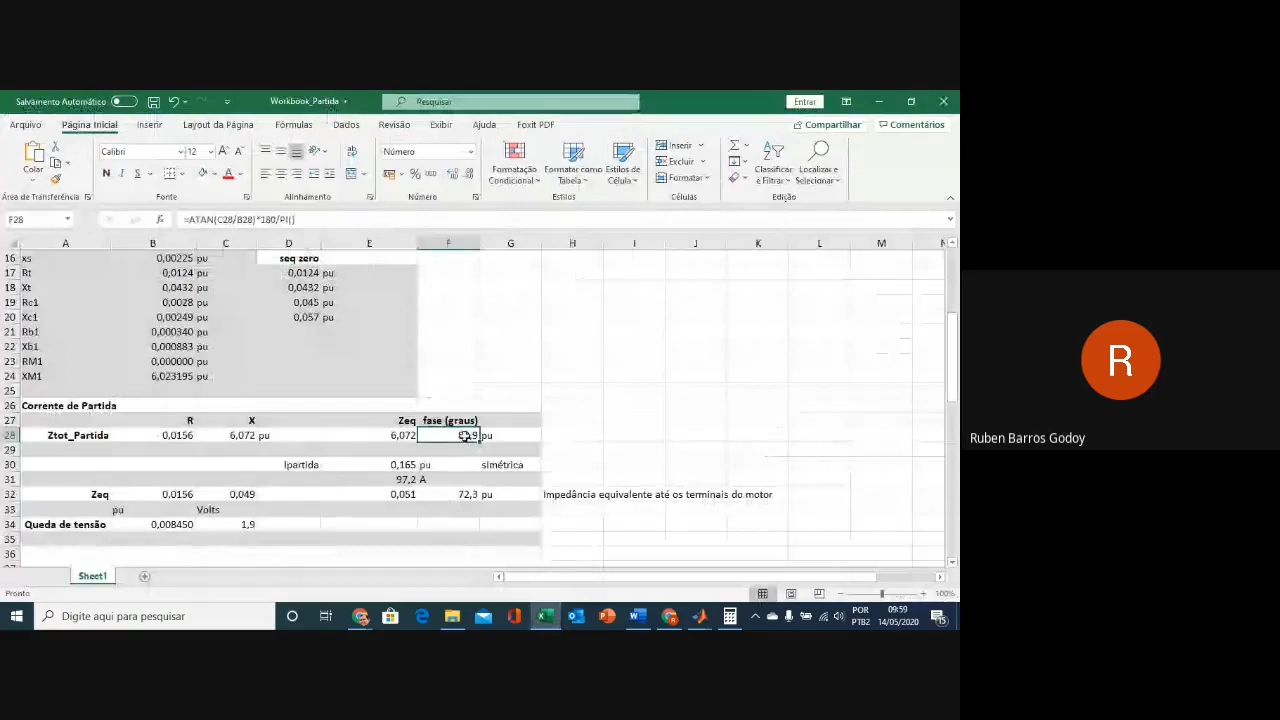 Salvamento Automático Workbook_Partida Pesquisar Entrar
Arquivo Página Inicial Inserir Layout da Página Fórmulas Dados Revisão Exibir Ajuda Foxit PDF Compartilhar Comentários
Colar Calibri 12 Número Formatação Condicional Formatar como Tabela Estilos de Célula Inserir Excluir Formatar Classificar e Filtrar Localizar e Selecionar
N I S
Área de Transferência Fonte Alinhamento Número Estilos Células Edição
F28 fx =ATAN(C28/B28)*180/PI()
A B C D E F G H I J K L M
16 xs 0,00225 pu seq zero
17 Rt 0,0124 pu 0,0124 pu
18 Xt 0,0432 pu 0,0432 pu
19 Rc1 0,0028 pu 0,045 pu
20 Xc1 0,00249 pu 0,057 pu
21 Rb1 0,000340 pu
22 Xb1 0,000883 pu
23 RM1 0,000000 pu
24 XM1 6,023195 pu
25
26 Corrente de Partida
27 R X Zeq fase (graus)
28 Ztot_Partida 0,0156 6,072 pu 6,072 pu
29
30 Ipartida 0,165 pu simétrica
31 97,2 A
32 Zeq 0,0156 0,049 0,051 72,3 pu Impedância equivalente até os terminais do motor
33 pu Volts
34 Queda de tensão 0,008450 1,9
35
36
Sheet1
Pronto 100%
Digite aqui para pesquisar
POR
PTB2
09:59
14/05/2020
15
R
Ruben Barros Godoy